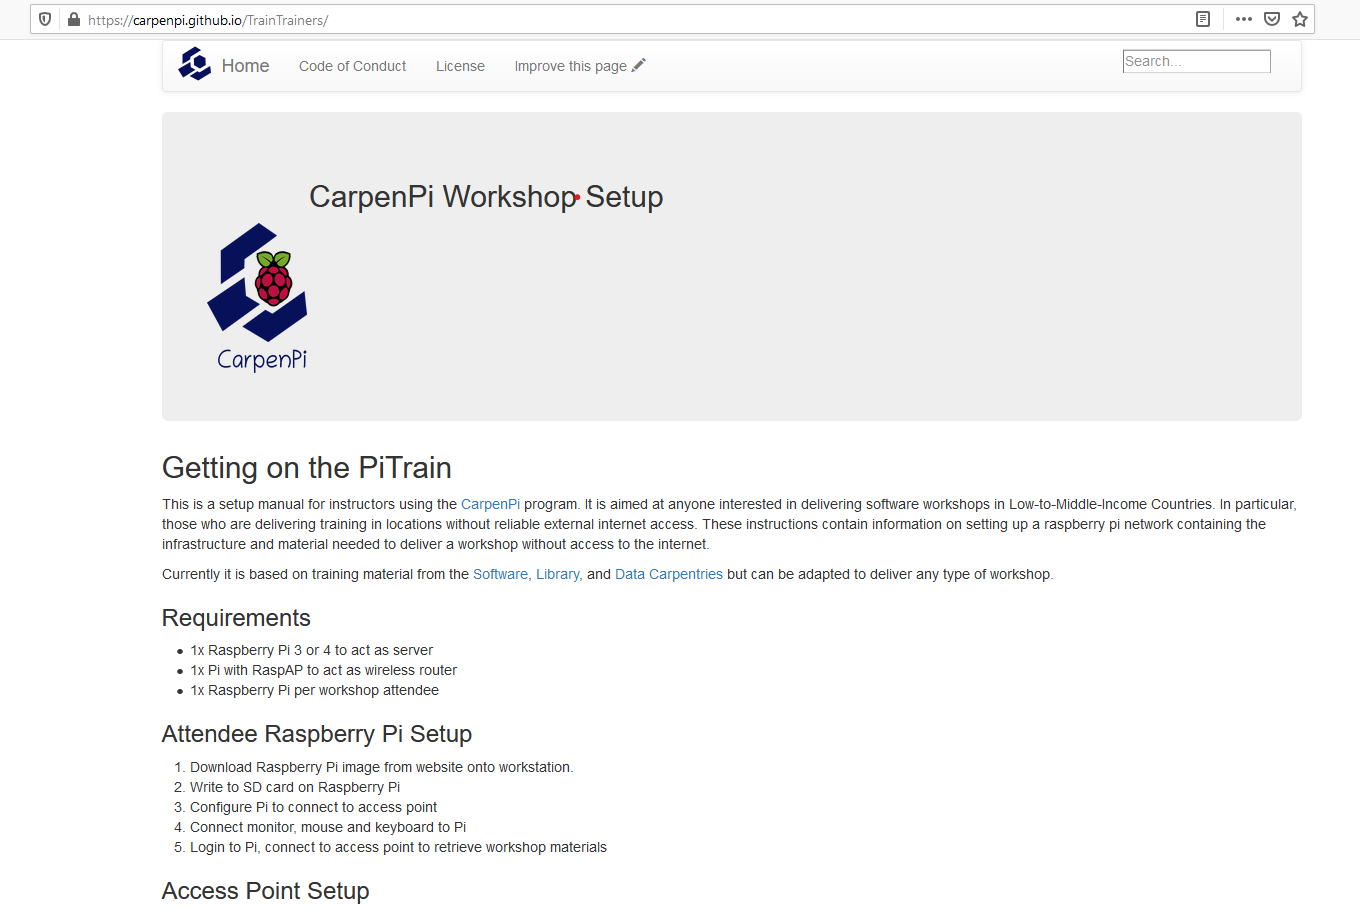 https://carpenpi.github.io/TrainTrainers/
Home Code of Conduct License Improve this page Search...
CarpenPi Workshop Setup
CarpenPi
Getting on the PiTrain
This is a setup manual for instructors using the CarpenPi program. It is aimed at anyone interested in delivering software workshops in Low-to-Middle-Income Countries. In particular,
those who are delivering training in locations without reliable external internet access. These instructions contain information on setting up a raspberry pi network containing the
infrastructure and material needed to deliver a workshop without access to the internet.
Currently it is based on training material from the Software, Library, and Data Carpentries but can be adapted to deliver any type of workshop.
Requirements
• 1x Raspberry Pi 3 or 4 to act as server
• 1x Pi with RaspAP to act as wireless router
• 1x Raspberry Pi per workshop attendee
Attendee Raspberry Pi Setup
1. Download Raspberry Pi image from website onto workstation.
2. Write to SD card on Raspberry Pi
3. Configure Pi to connect to access point
4. Connect monitor, mouse and keyboard to Pi
5. Login to Pi, connect to access point to retrieve workshop materials
Access Point Setup